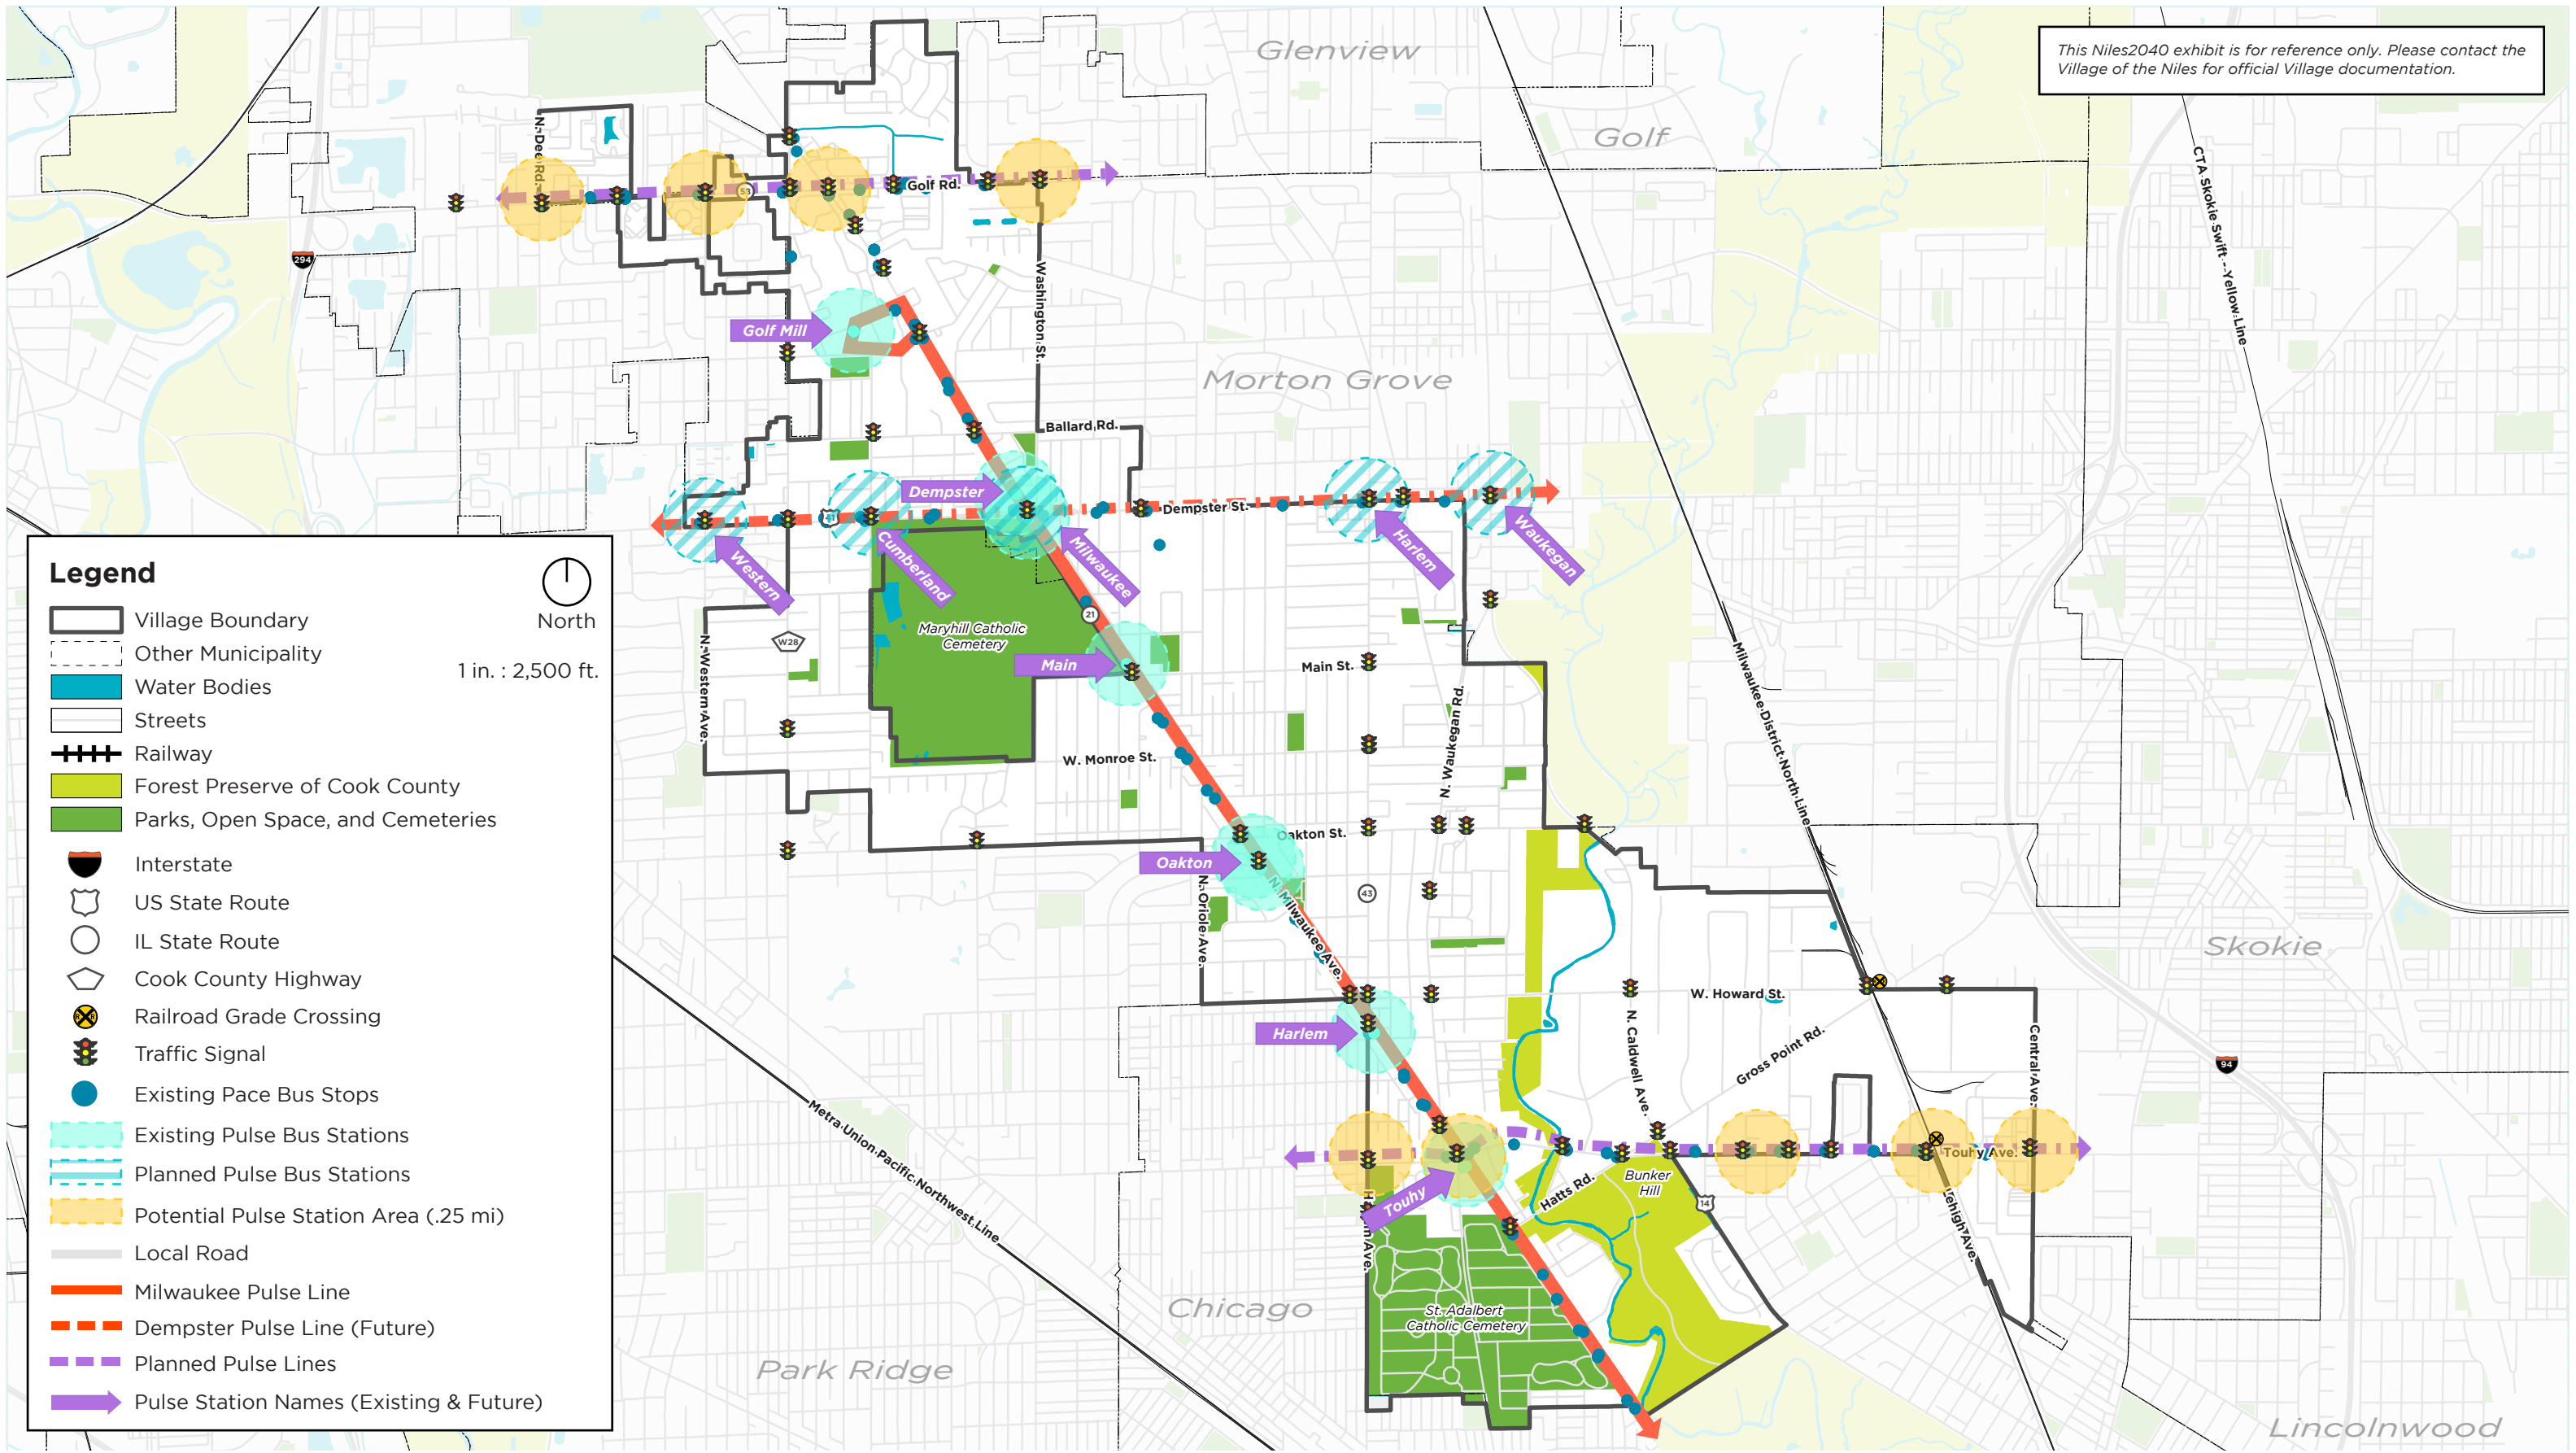 This Niles2040 exhibit is for reference only. Please contact the
Village of the Niles for official Village documentation.
Glenview
Golf
N. Dee Rd.
58
Golf Rd.
CTA Skokie Swift - Yellow Line
294
Washington St.
Golf Mill
Morton Grove
Ballard Rd.
Dempster
Dempster St.
Western
Cumberland
Milwaukee
Harlem
Waukegan
21
W28
Maryhill Catholic
Cemetery
Main
Main St.
N. Western Ave.
N. Waukegan Rd.
Milwaukee District North Line
W. Monroe St.
Oakton St.
Oakton
43
N. Oriole Ave.
N. Milwaukee Ave.
Skokie
W. Howard St.
Harlem
N. Caldwell Ave.
Gross Point Rd.
Central Ave.
94
Metra Union Pacific Northwest Line
Touhy Ave.
Touhy
Hatts Rd.
Bunker
Hill
14
Lehigh Ave.
St. Adalbert
Catholic Cemetery
Chicago
Park Ridge
Lincolnwood
Legend
North
1 in. : 2,500 ft.
Village Boundary
Other Municipality
Water Bodies
Streets
Railway
Forest Preserve of Cook County
Parks, Open Space, and Cemeteries
Interstate
US State Route
IL State Route
Cook County Highway
Railroad Grade Crossing
Traffic Signal
Existing Pace Bus Stops
Existing Pulse Bus Stations
Planned Pulse Bus Stations
Potential Pulse Station Area (.25 mi)
Local Road
Milwaukee Pulse Line
Dempster Pulse Line (Future)
Planned Pulse Lines
Pulse Station Names (Existing & Future)